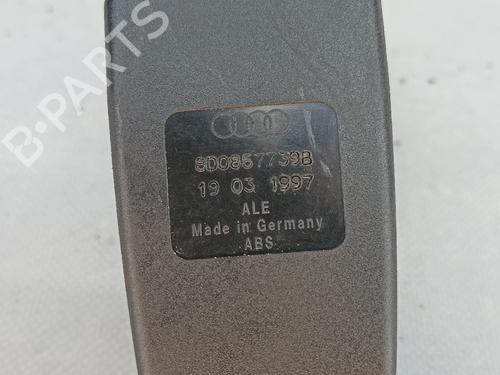 8D0857739B
19 03 1997
ALE
Made in Germany
ABS
B-PARTS